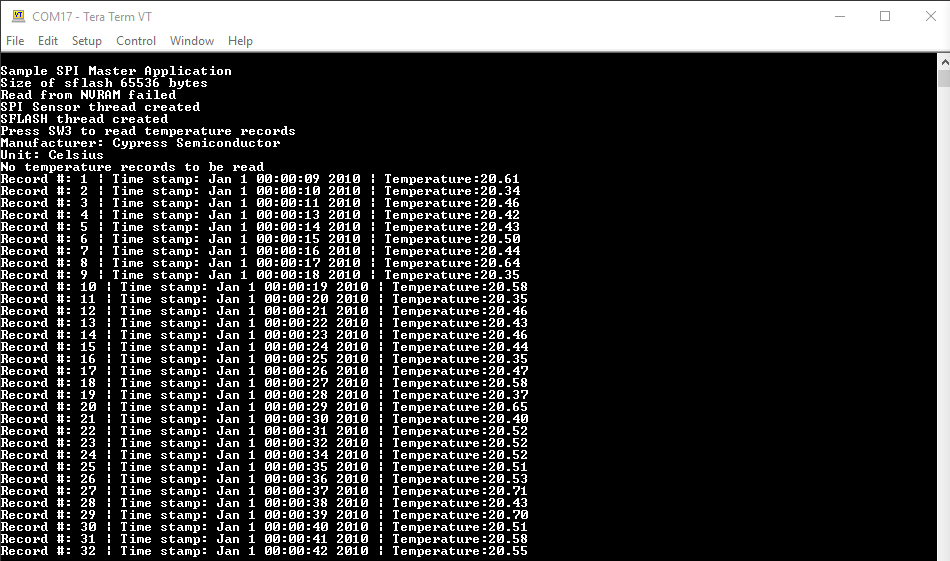 COM17 - Tera Term VT
File Edit Setup Control Window Help
Sample SPI Master Application
Size of sflash 65536 bytes
Read from NVRAM failed
SPI Sensor thread created
SFLASH thread created
Press SW3 to read temperature records
Manufacturer: Cypress Semiconductor
Unit: Celsius
No temperature records to be read
Record #: 1 ¦ Time stamp: Jan 1 00:00:09 2010 ¦ Temperature:20.61
Record #: 2 ¦ Time stamp: Jan 1 00:00:10 2010 ¦ Temperature:20.34
Record #: 3 ¦ Time stamp: Jan 1 00:00:11 2010 ¦ Temperature:20.46
Record #: 4 ¦ Time stamp: Jan 1 00:00:13 2010 ¦ Temperature:20.42
Record #: 5 ¦ Time stamp: Jan 1 00:00:14 2010 ¦ Temperature:20.43
Record #: 6 ¦ Time stamp: Jan 1 00:00:15 2010 ¦ Temperature:20.50
Record #: 7 ¦ Time stamp: Jan 1 00:00:16 2010 ¦ Temperature:20.44
Record #: 8 ¦ Time stamp: Jan 1 00:00:17 2010 ¦ Temperature:20.64
Record #: 9 ¦ Time stamp: Jan 1 00:00:18 2010 ¦ Temperature:20.35
Record #: 10 ¦ Time stamp: Jan 1 00:00:19 2010 ¦ Temperature:20.58
Record #: 11 ¦ Time stamp: Jan 1 00:00:20 2010 ¦ Temperature:20.35
Record #: 12 ¦ Time stamp: Jan 1 00:00:21 2010 ¦ Temperature:20.46
Record #: 13 ¦ Time stamp: Jan 1 00:00:22 2010 ¦ Temperature:20.43
Record #: 14 ¦ Time stamp: Jan 1 00:00:23 2010 ¦ Temperature:20.46
Record #: 15 ¦ Time stamp: Jan 1 00:00:24 2010 ¦ Temperature:20.44
Record #: 16 ¦ Time stamp: Jan 1 00:00:25 2010 ¦ Temperature:20.35
Record #: 17 ¦ Time stamp: Jan 1 00:00:26 2010 ¦ Temperature:20.47
Record #: 18 ¦ Time stamp: Jan 1 00:00:27 2010 ¦ Temperature:20.58
Record #: 19 ¦ Time stamp: Jan 1 00:00:28 2010 ¦ Temperature:20.37
Record #: 20 ¦ Time stamp: Jan 1 00:00:29 2010 ¦ Temperature:20.65
Record #: 21 ¦ Time stamp: Jan 1 00:00:30 2010 ¦ Temperature:20.40
Record #: 22 ¦ Time stamp: Jan 1 00:00:31 2010 ¦ Temperature:20.52
Record #: 23 ¦ Time stamp: Jan 1 00:00:32 2010 ¦ Temperature:20.52
Record #: 24 ¦ Time stamp: Jan 1 00:00:34 2010 ¦ Temperature:20.52
Record #: 25 ¦ Time stamp: Jan 1 00:00:35 2010 ¦ Temperature:20.51
Record #: 26 ¦ Time stamp: Jan 1 00:00:36 2010 ¦ Temperature:20.53
Record #: 27 ¦ Time stamp: Jan 1 00:00:37 2010 ¦ Temperature:20.71
Record #: 28 ¦ Time stamp: Jan 1 00:00:38 2010 ¦ Temperature:20.43
Record #: 29 ¦ Time stamp: Jan 1 00:00:39 2010 ¦ Temperature:20.70
Record #: 30 ¦ Time stamp: Jan 1 00:00:40 2010 ¦ Temperature:20.51
Record #: 31 ¦ Time stamp: Jan 1 00:00:41 2010 ¦ Temperature:20.58
Record #: 32 ¦ Time stamp: Jan 1 00:00:42 2010 ¦ Temperature:20.55